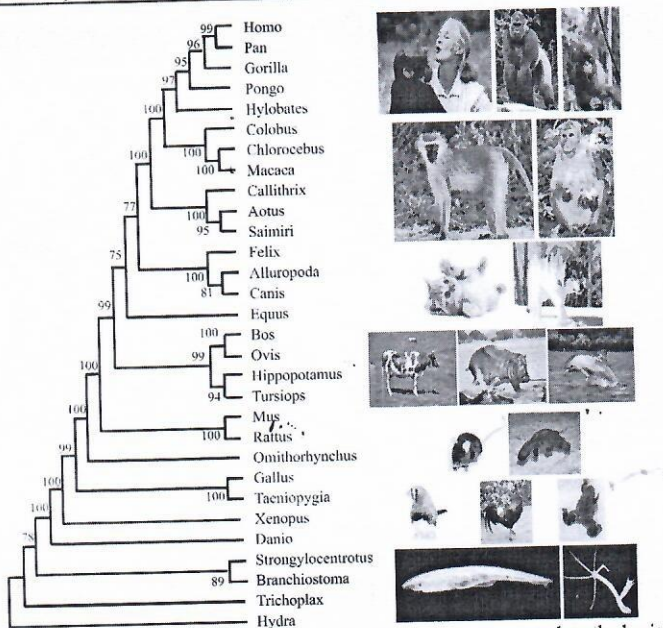 99
Homo
96
Pan
95
Gorilla
97
Pongo
100
Hylobates
Colobus
100
Chlorocebus
100
100
Macaca
Callithrix
77
100
Aotus
95
Saimiri
75
Felix
100
Alluropoda
81
Canis
99
Equus
100
Bos
99
Ovis
Hippopotamus
100
94
Tursiops
Mus
100
100
Rattus
99
Ornithorhynchus
Gallus
100
100
Taeniopygia
100
Xenopus
78
Danio
Strongylocentrotus
89
Branchiostoma
Trichoplax
Hydra